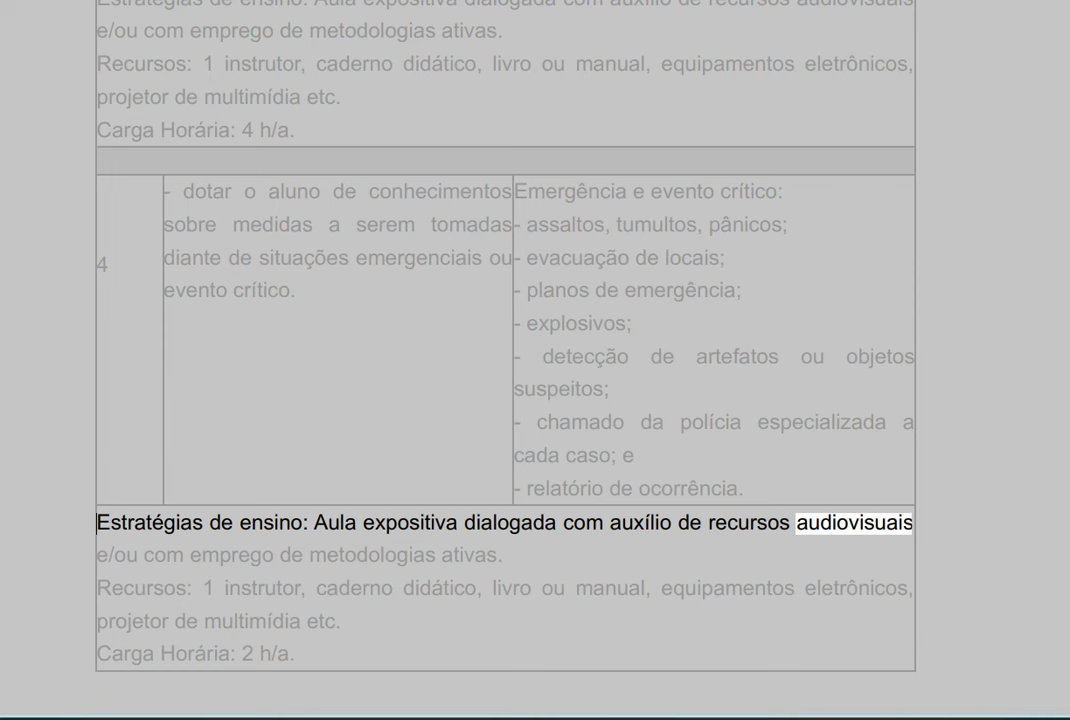 Estratégias de ensino: Aula expositiva dialogada com auxílio de recursos audiovisuais
e/ou com emprego de metodologias ativas.
Recursos: 1 instrutor, caderno didático, livro ou manual, equipamentos eletrônicos,
projetor de multimídia etc.
Carga Horária: 4 h/a.
4
- dotar o aluno de conhecimentos
sobre medidas a serem tomadas
diante de situações emergenciais ou
evento crítico.
Emergência e evento crítico:
- assaltos, tumultos, pânicos;
- evacuação de locais;
- planos de emergência;
- explosivos;
- detecção de artefatos ou objetos
suspeitos;
- chamado da polícia especializada a
cada caso; e
- relatório de ocorrência.
Estratégias de ensino: Aula expositiva dialogada com auxílio de recursos audiovisuais
e/ou com emprego de metodologias ativas.
Recursos: 1 instrutor, caderno didático, livro ou manual, equipamentos eletrônicos,
projetor de multimídia etc.
Carga Horária: 2 h/a.